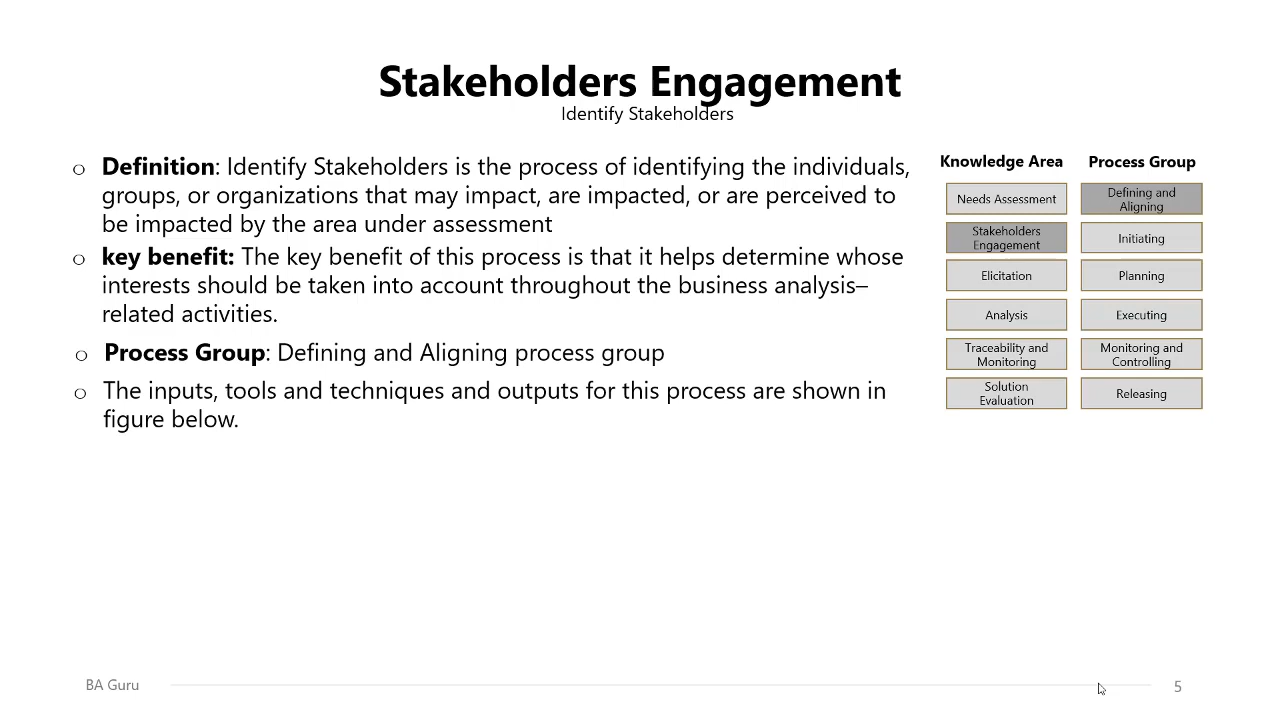 Stakeholders Engagement
Identify Stakeholders
Definition: Identify Stakeholders is the process of identifying the individuals,
groups, or organizations that may impact, are impacted, or are perceived to
be impacted by the area under assessment
key benefit: The key benefit of this process is that it helps determine whose
interests should be taken into account throughout the business analysis–
related activities.
Process Group: Defining and Aligning process group
The inputs, tools and techniques and outputs for this process are shown in
figure below.
Knowledge Area
Needs Assessment
Stakeholders
Engagement
Elicitation
Analysis
Traceability and
Monitoring
Solution
Evaluation
Process Group
Defining and
Aligning
Initiating
Planning
Executing
Monitoring and
Controlling
Releasing
BA Guru
5